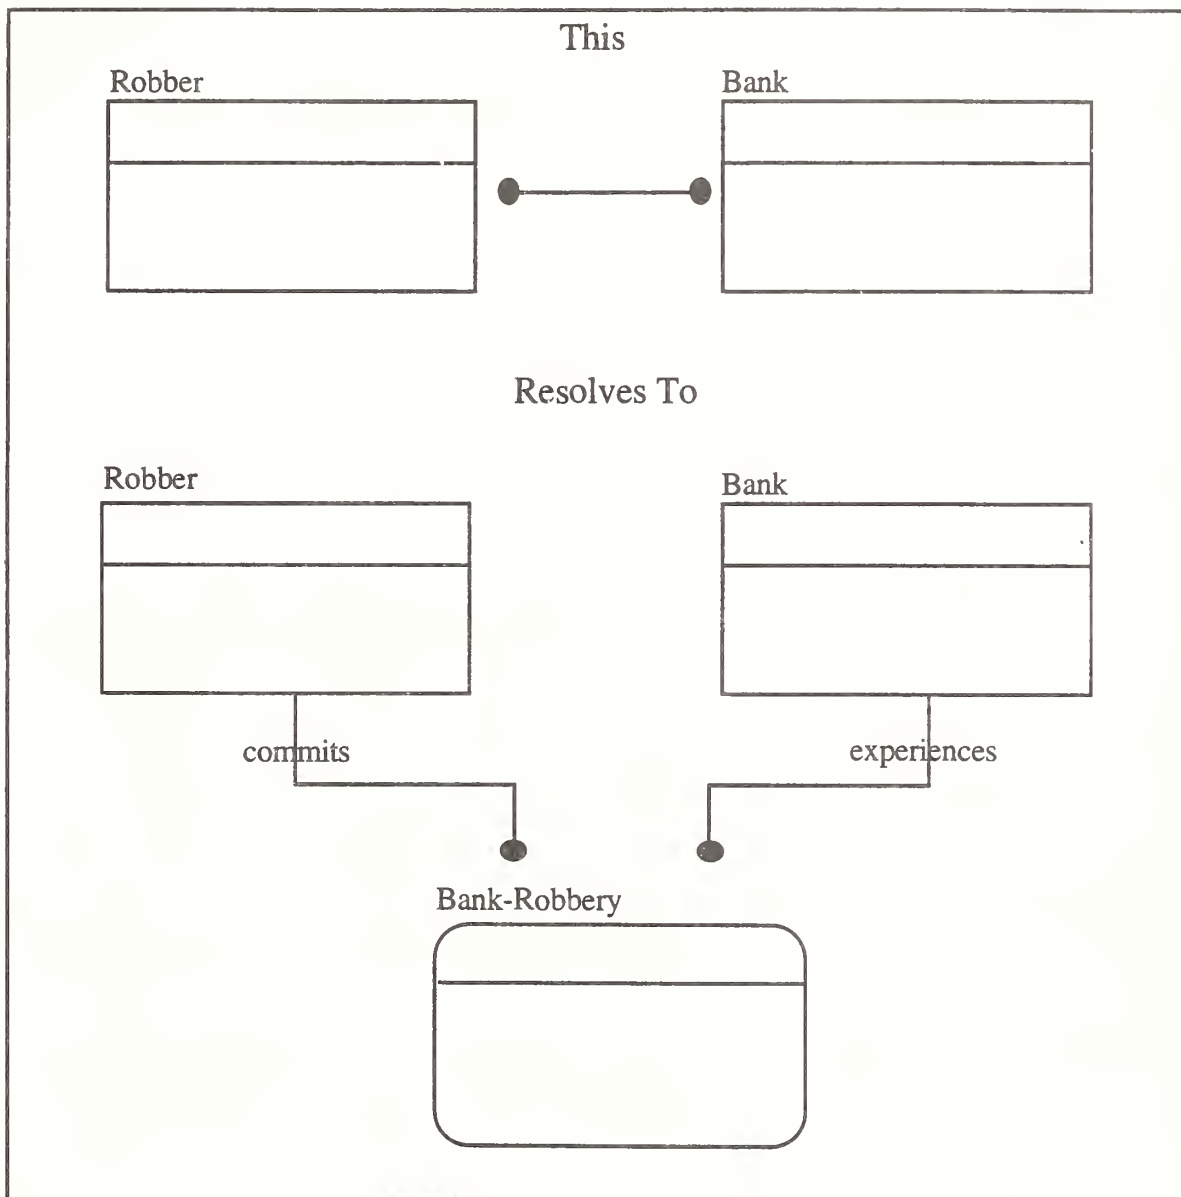 This
Robber
Bank
Resolves To
Robber
Bank
commits
experiences
Bank-Robbery